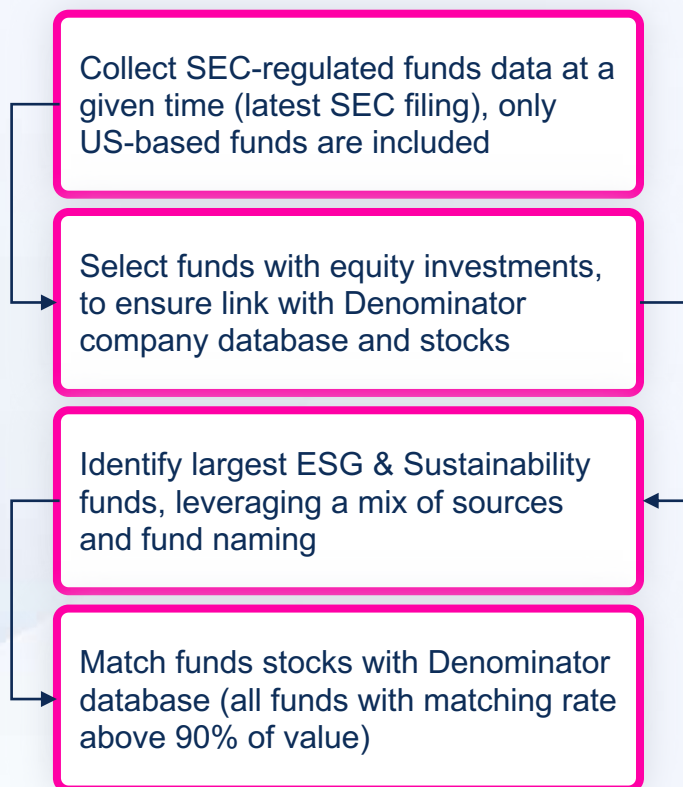 Collect SEC-regulated funds data at a
given time (latest SEC filing), only
US-based funds are included
Select funds with equity investments,
to ensure link with Denominator
company database and stocks
Identify largest ESG & Sustainability
funds, leveraging a mix of sources
and fund naming
Match funds stocks with Denominator
database (all funds with matching rate
above 90% of value)